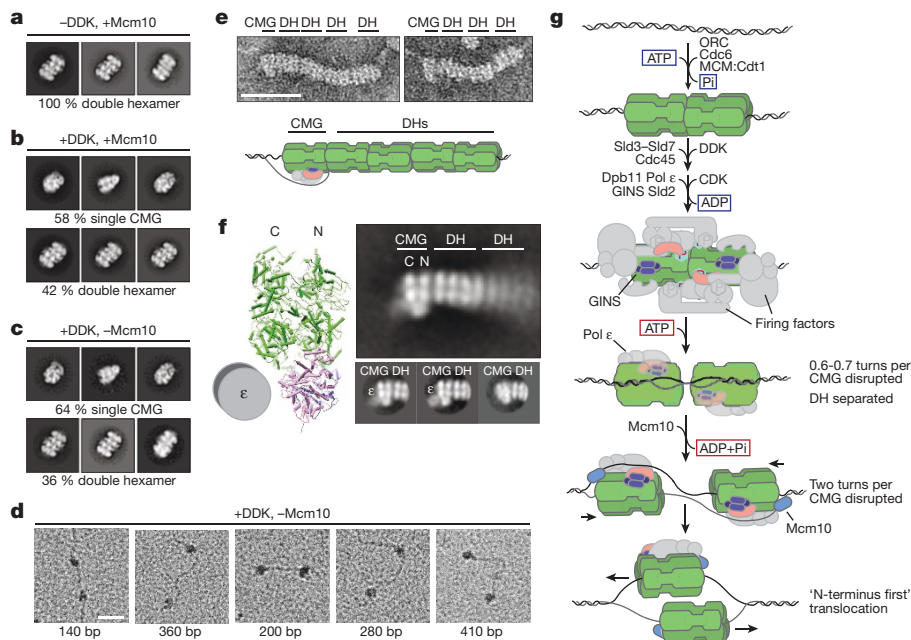 a
–DDK, +Mcm10
100 % double hexamer
b
+DDK, +Mcm10
58 % single CMG
42 % double hexamer
c
+DDK, –Mcm10
64 % single CMG
36 % double hexamer
d
+DDK, –Mcm10
140 bp
360 bp
200 bp
280 bp
410 bp
e
CMG DH DH DH DH
CMG DH DH DH
CMG
DHs
f
C
N
ε
CMG DH DH
C N
CMG DH
ε
CMG DH
ε
CMG DH
g
ATP
ORC
Cdc6
MCM:Cdt1
Pi
Sld3–Sld7
Cdc45
DDK
Dpb11 Pol ε
GINS Sld2
CDK
ADP
GINS
Firing factors
ATP
Pol ε
0.6-0.7 turns per
CMG disrupted
DH separated
Mcm10
ADP+Pi
Two turns per
CMG disrupted
Mcm10
'N-terminus first'
translocation